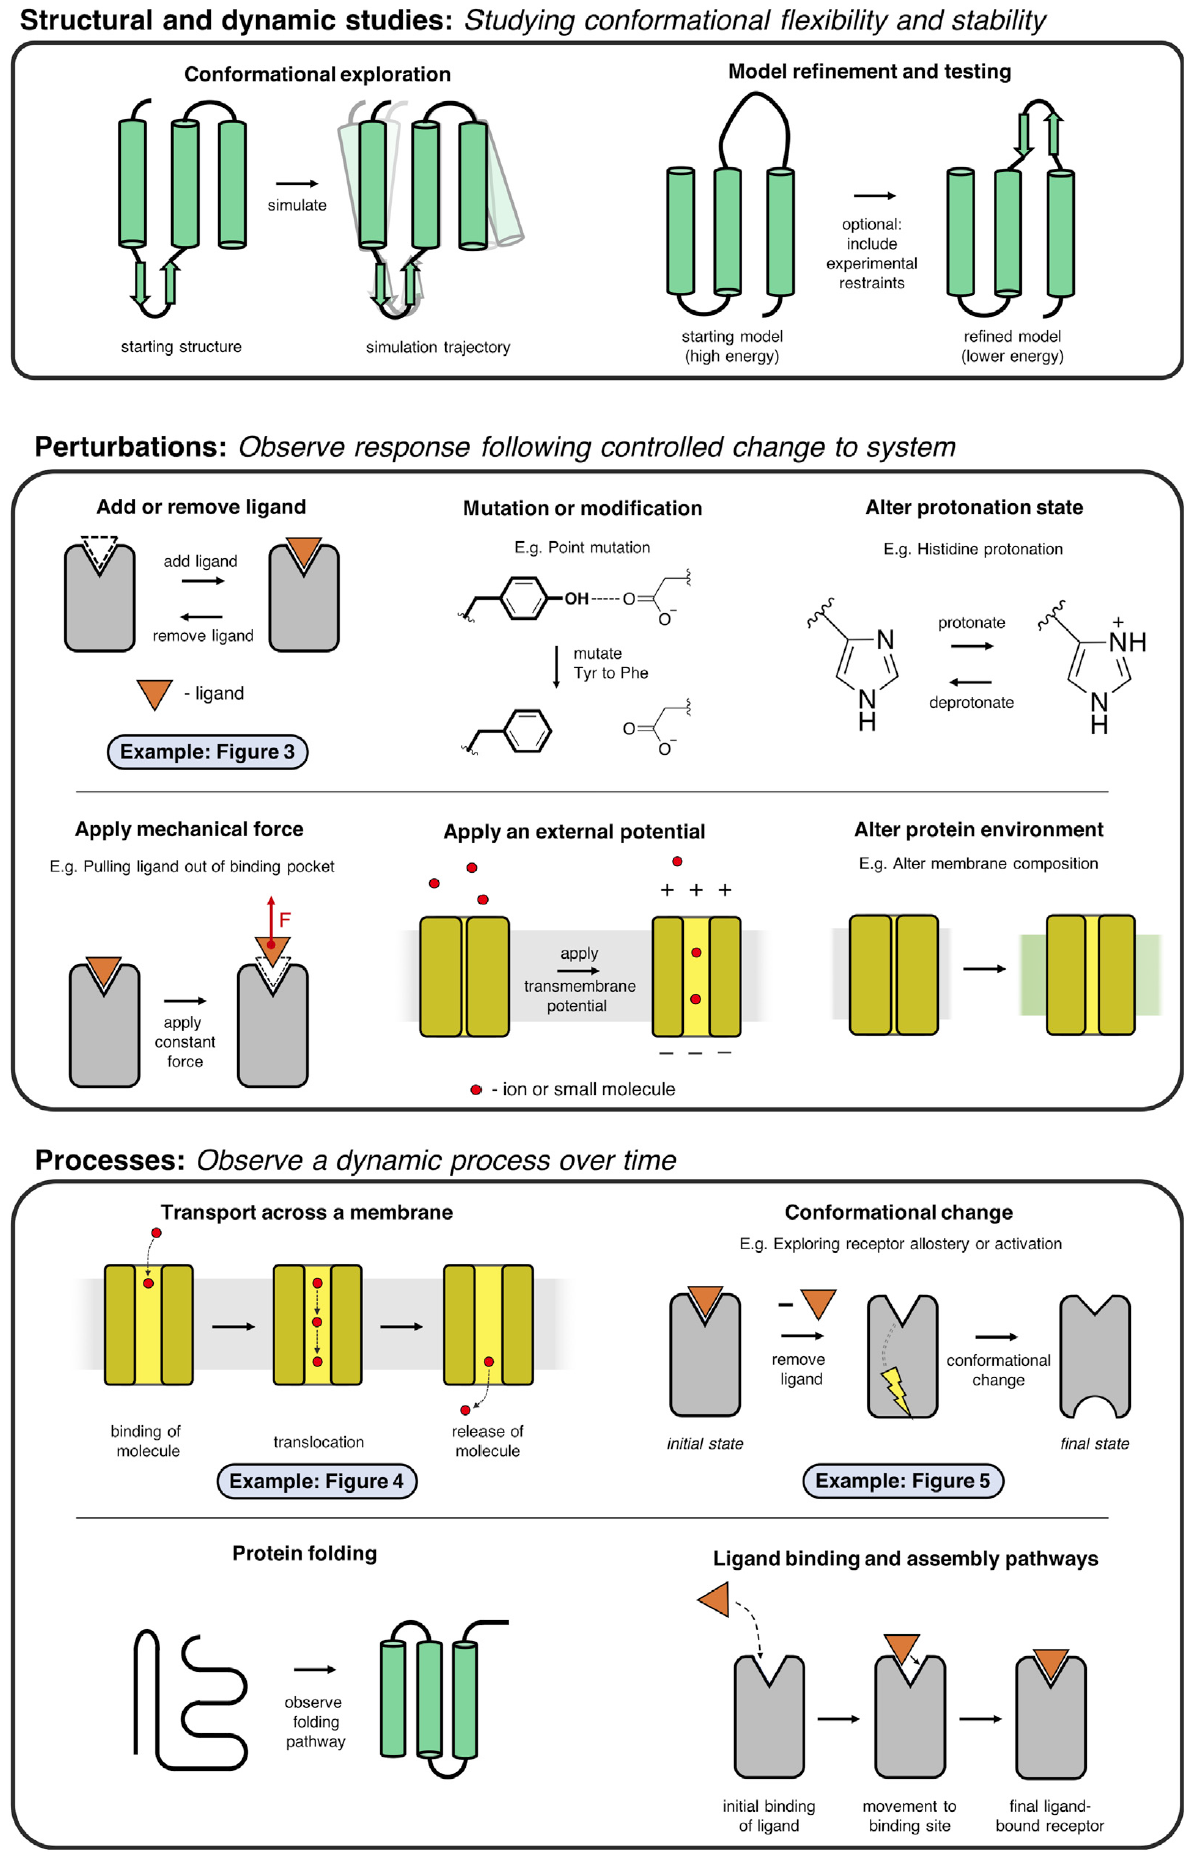 Structural and dynamic studies: Studying conformational flexibility and stability
Conformational exploration
simulate
starting structure
simulation trajectory
Model refinement and testing
optional:
include
experimental
restraints
starting model
(high energy)
refined model
(lower energy)
Perturbations: Observe response following controlled change to system
Add or remove ligand
add ligand
remove ligand
- ligand
Example: Figure 3
Mutation or modification
E.g. Point mutation
OH
O
O−
mutate
Tyr to Phe
O
O−
Alter protonation state
E.g. Histidine protonation
N
N
H
protonate
deprotonate
+
NH
N
H
Apply mechanical force
E.g. Pulling ligand out of binding pocket
F
apply
constant
force
Apply an external potential
+ + +
apply
transmembrane
potential
− − −
- ion or small molecule
Alter protein environment
E.g. Alter membrane composition
Processes: Observe a dynamic process over time
Transport across a membrane
binding of
molecule
translocation
release of
molecule
Example: Figure 4
Conformational change
E.g. Exploring receptor allostery or activation
−
remove
ligand
conformational
change
initial state
final state
Example: Figure 5
Protein folding
observe
folding
pathway
Ligand binding and assembly pathways
initial binding
of ligand
movement to
binding site
final ligand-
bound receptor